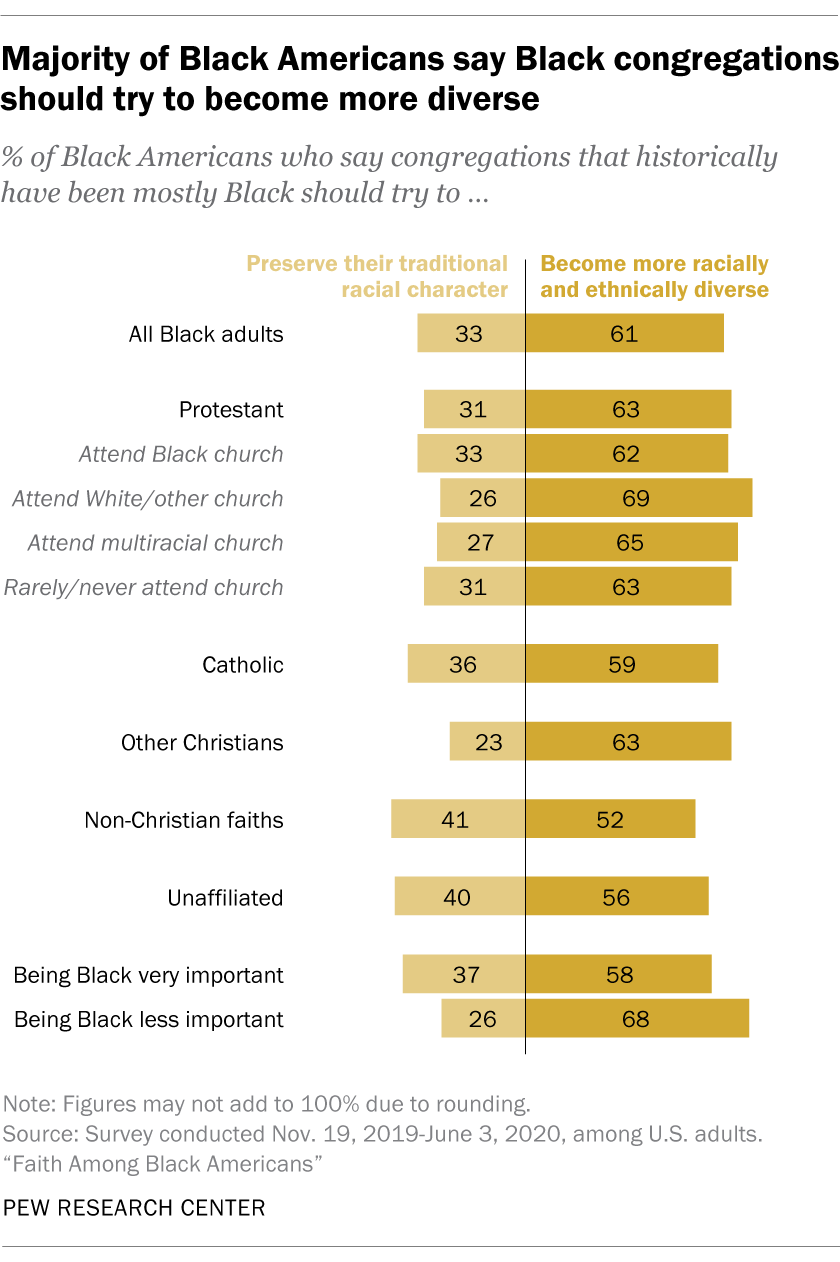 Majority of Black Americans say Black congregations
should try to become more diverse
% of Black Americans who say congregations that historically
have been mostly Black should try to ...
Preserve their traditional
racial character
Become more racially
and ethnically diverse
All Black adults 33 61
Protestant 31 63
Attend Black church 33 62
Attend White/other church 26 69
Attend multiracial church 27 65
Rarely/never attend church 31 63
Catholic 36 59
Other Christians 23 63
Non-Christian faiths 41 52
Unaffiliated 40 56
Being Black very important 37 58
Being Black less important 26 68
Note: Figures may not add to 100% due to rounding.
Source: Survey conducted Nov. 19, 2019-June 3, 2020, among U.S. adults.
“Faith Among Black Americans”
PEW RESEARCH CENTER